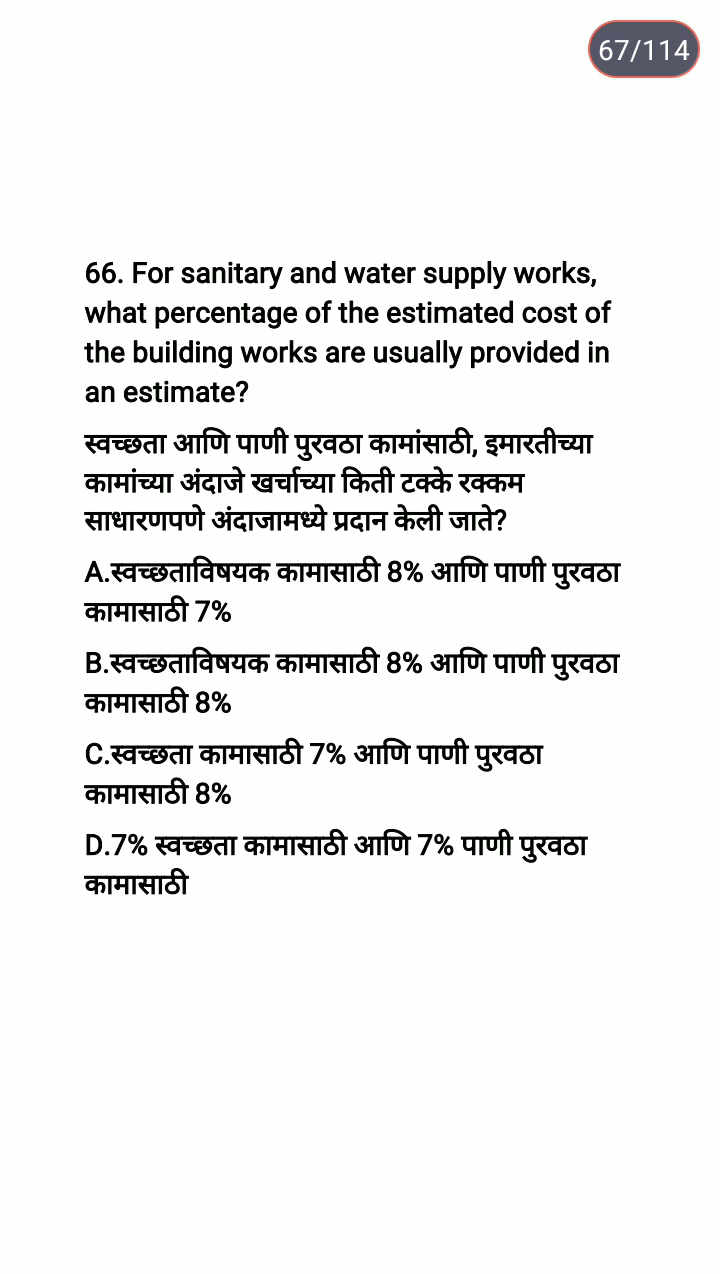 67/114
66. For sanitary and water supply works,
what percentage of the estimated cost of
the building works are usually provided in
an estimate?
स्वच्छता आणि पाणी पुरवठा कामांसाठी, इमारतीच्या
कामांच्या अंदाजे खर्चाच्या किती टक्के रक्कम
साधारणपणे अंदाजामध्ये प्रदान केली जाते?
A.स्वच्छताविषयक कामासाठी 8% आणि पाणी पुरवठा
कामासाठी 7%
B.स्वच्छताविषयक कामासाठी 8% आणि पाणी पुरवठा
कामासाठी 8%
C.स्वच्छता कामासाठी 7% आणि पाणी पुरवठा
कामासाठी 8%
D.7% स्वच्छता कामासाठी आणि 7% पाणी पुरवठा
कामासाठी